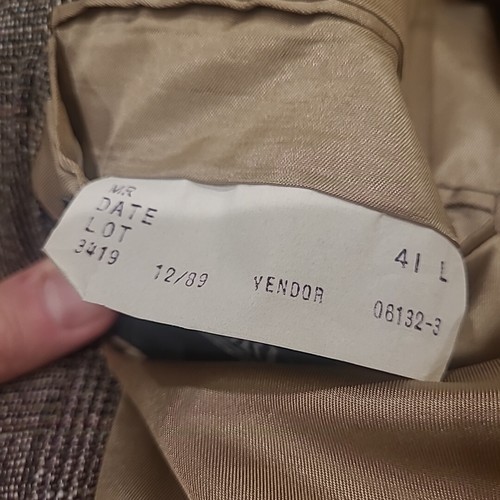 MR
DATE
LOT 41 L
3419 12/89 VENDOR 06132-3